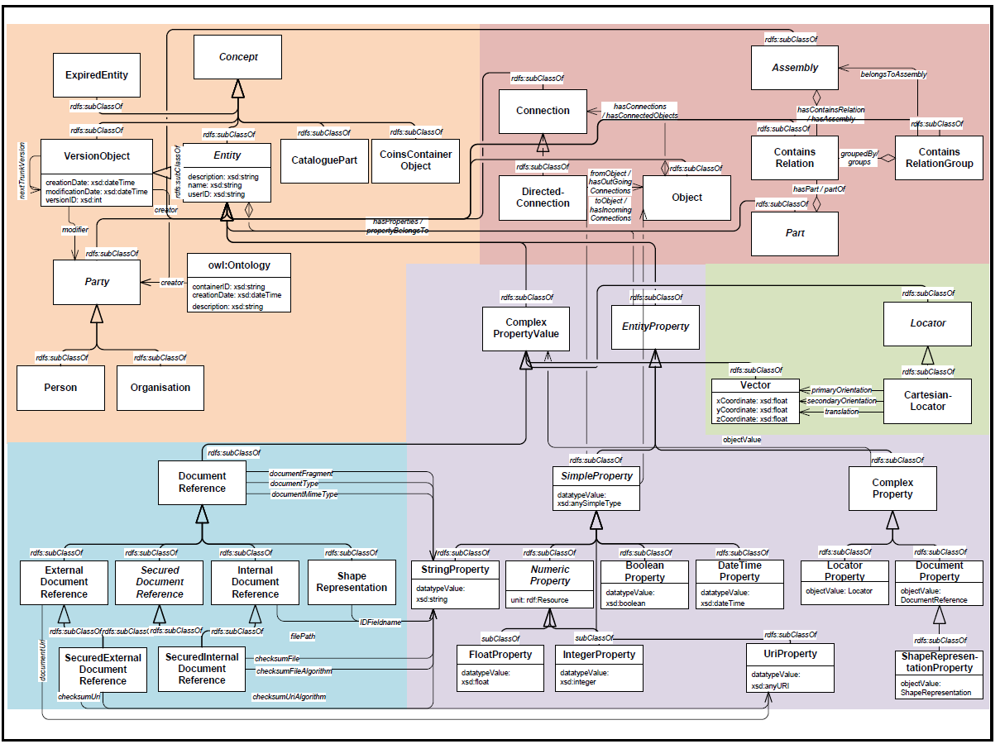 Concept
ExpiredEntity
rdfs:subClassOf
rdfs:subClassOf
VersionObject
creationDate: xsd:dateTime
modificationDate: xsd:dateTime
versionID: xsd:int
nextTrunkVersion
rdfs:subClassOf
Entity
description: xsd:string
name: xsd:string
userID: xsd:string
rdfs:subClassOf
rdfs:subClassOf
CataloguePart
rdfs:subClassOf
CoinsContainer
Object
creator
modifier
hasProperties /
propertyBelongsTo
rdfs:subClassOf
Party
creator
owl:Ontology
containerID: xsd:string
creationDate: xsd:dateTime
description: xsd:string
rdfs:subClassOf
Person
rdfs:subClassOf
Organisation
rdfs:subClassOf
Connection
hasConnections
/ hasConnectedObjects
rdfs:subClassOf
Directed-
Connection
fromObject /
hasOutGoing
Connections
toObject /
hasIncoming
Connections
rdfs:subClassOf
Object
rdfs:subClassOf
Assembly
belongsToAssembly
hasContainsRelation
/ hasAssembly
rdfs:subClassOf
Contains
Relation
groupedBy/
groups
rdfs:subClassOf
Contains
RelationGroup
hasPart / partOf
rdfs:subClassOf
Part
rdfs:subClassOf
Complex
PropertyValue
rdfs:subClassOf
EntityProperty
rdfs:subClassOf
Locator
rdfs:subClassOf
Vector
xCoordinate: xsd:float
yCoordinate: xsd:float
zCoordinate: xsd:float
primaryOrientation
secondaryOrientation
translation
rdfs:subClassOf
Cartesian-
Locator
objectValue
rdfs:subClassOf
Document
Reference
documentFragment
documentType
documentMimeType
rdfs:subClassOf
SimpleProperty
datatypeValue:
xsd:anySimpleType
rdfs:subClassOf
Complex
Property
rdfs:subClassOf
External
Document
Reference
rdfs:subClassOf
Secured
Document
Reference
rdfs:subClassOf
Internal
Document
Reference
rdfs:subClassOf
Shape
Representation
rdfs:subClassOf
StringProperty
datatypeValue:
xsd:string
rdfs:subClassOf
Numeric
Property
unit: rdf:Resource
rdfs:subClassOf
Boolean
Property
datatypeValue:
xsd:boolean
rdfs:subClassOf
DateTime
Property
datatypeValue:
xsd:dateTime
rdfs:subClassOf
Locator
Property
objectValue: Locator
rdfs:subClassOf
Document
Property
objectValue:
DocumentReference
IDFieldname
filePath
documentUri
rdfs:subClassOf
rdfs:subClassOf
rdfs:subClassOf
SecuredExternal
Document
Reference
SecuredInternal
Document
Reference
checksumFile
checksumFileAlgorithm
checksumUri
checksumUriAlgorithm
subClassOf
FloatProperty
datatypeValue:
xsd:float
subClassOf
IntegerProperty
datatypeValue:
xsd:integer
rdfs:subClassOf
UriProperty
datatypeValue:
xsd:anyURI
rdfs:subClassOf
ShapeRepresen-
tationProperty
objectValue:
ShapeRepresentation